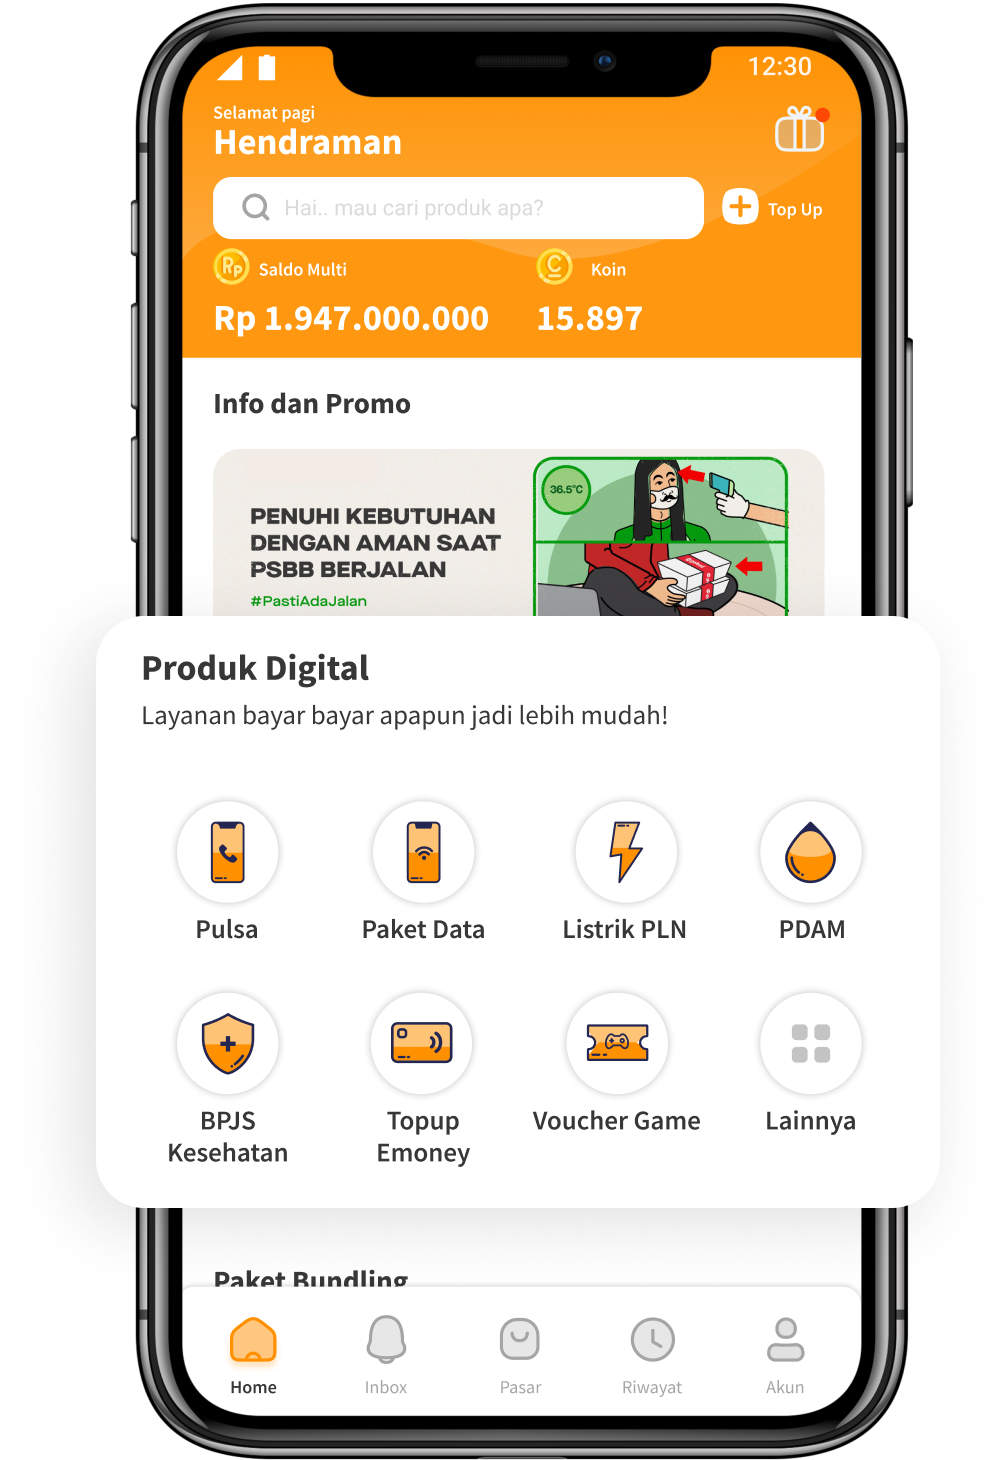 12:30
Selamat pagi
Hendraman
Hai.. mau cari produk apa?
Top Up
Rp Saldo Multi
C Koin
Rp 1.947.000.000
15.897
Info dan Promo
PENUHI KEBUTUHAN
DENGAN AMAN SAAT
PSBB BERJALAN
#PastiAdaJalan
36.5°C
Produk Digital
Layanan bayar bayar apapun jadi lebih mudah!
Pulsa
Paket Data
Listrik PLN
PDAM
BPJS
Kesehatan
Topup
Emoney
Voucher Game
Lainnya
Paket Bundling
Home
Inbox
Pasar
Riwayat
Akun